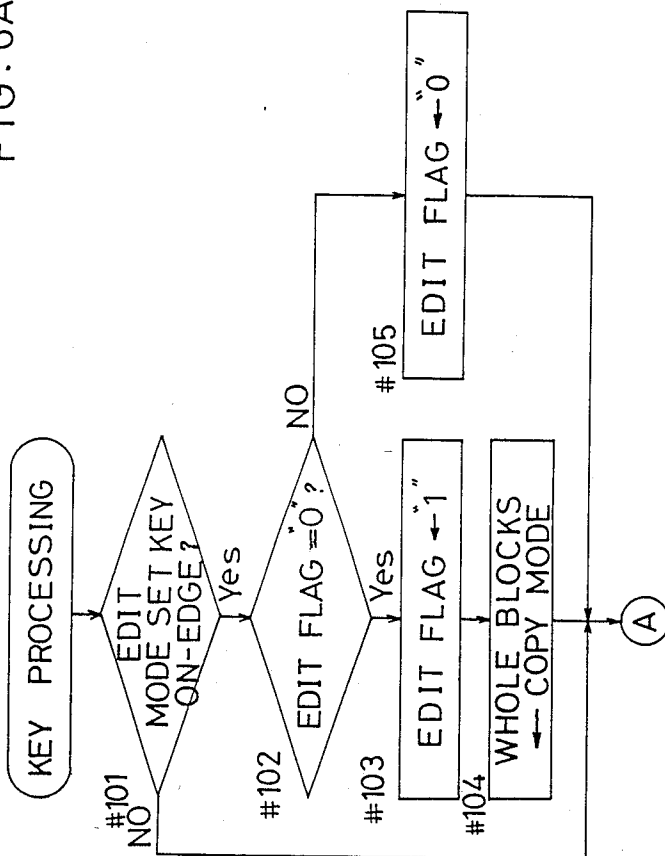 FIG. 6A
KEY PROCESSING
#101
EDIT
MODE SET KEY
ON-EDGE?
NO
Yes
#102
EDIT FLAG="0"?
NO
Yes
#103
EDIT FLAG ← "1"
#105
EDIT FLAG ← "0"
#104
WHOLE BLOCKS
← COPY MODE
A